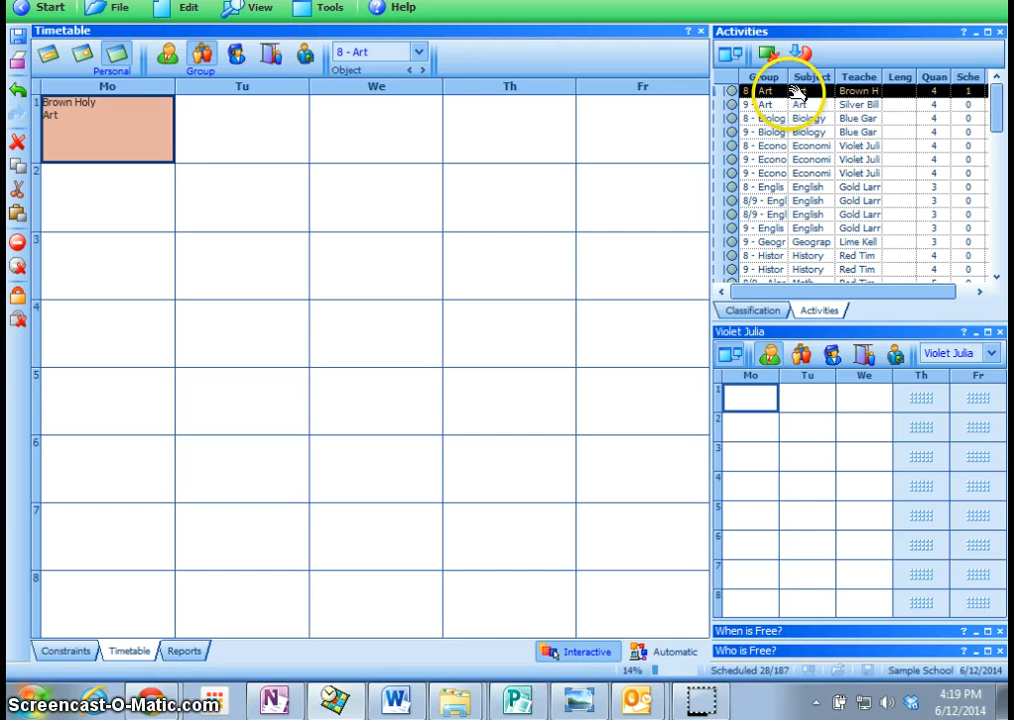 Start File Edit View Tools Help
Timetable ? ×
Personal Group 8 - Art Object
Mo Tu We Th Fr
1 Brown Holy
Art
2
3
4
5
6
7
8
Constraints Timetable Reports Interactive Automatic
14%
Activities ?
Group Subject Teache Leng Quan Sche
8 Art Brown H 4 1
9 - Art Art Silver Bill 4 0
8 - Biolog Biology Blue Gar 4 0
9 - Biolog Biology Blue Gar 4 0
8 - Econo Economi Violet Juli 4 0
9 - Econo Economi Violet Juli 4 0
9 - Econo Economi Violet Juli 4 0
8 - Englis English Gold Larr 3 0
8/9 - Engl English Gold Larr 3 0
8/9 - Engl English Gold Larr 3 0
9 - Englis English Gold Larr 3 0
9 - Geogr Geograp Lime Kell 3 0
8 - Histor History Red Tim 4 0
9 - Histor History Red Tim 4 0
Classification Activities
Violet Julia ?
Violet Julia
Mo Tu We Th Fr
1
2
3
4
5
6
7
8
When is Free? ?
Who is Free? ?
Scheduled 28/187 Sample School 6/12/2014
Screencast-O-Matic.com
4:19 PM
6/12/2014